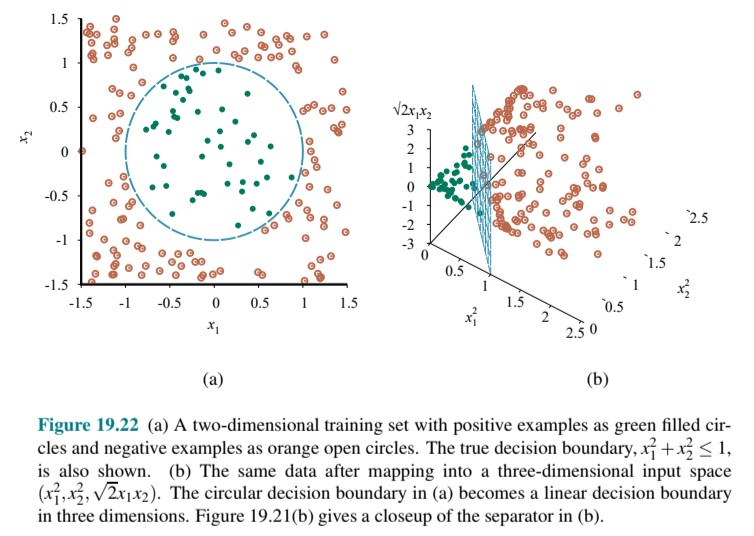 1.5
1
0.5
0
-0.5
-1
-1.5
x₂
-1.5 -1 -0.5 0 0.5 1 1.5
x₁
(a)
√2x₁x₂
3
2
1
0
-1
-2
-3
0
0.5
1
1.5
2
2.5
x₁²
0
0.5
1
1.5
2
2.5
x₂²
(b)
Figure 19.22 (a) A two-dimensional training set with positive examples as green filled cir-
cles and negative examples as orange open circles. The true decision boundary, x₁² + x₂² ≤ 1,
is also shown. (b) The same data after mapping into a three-dimensional input space
(x₁², x₂², √2x₁x₂). The circular decision boundary in (a) becomes a linear decision boundary
in three dimensions. Figure 19.21(b) gives a closeup of the separator in (b).